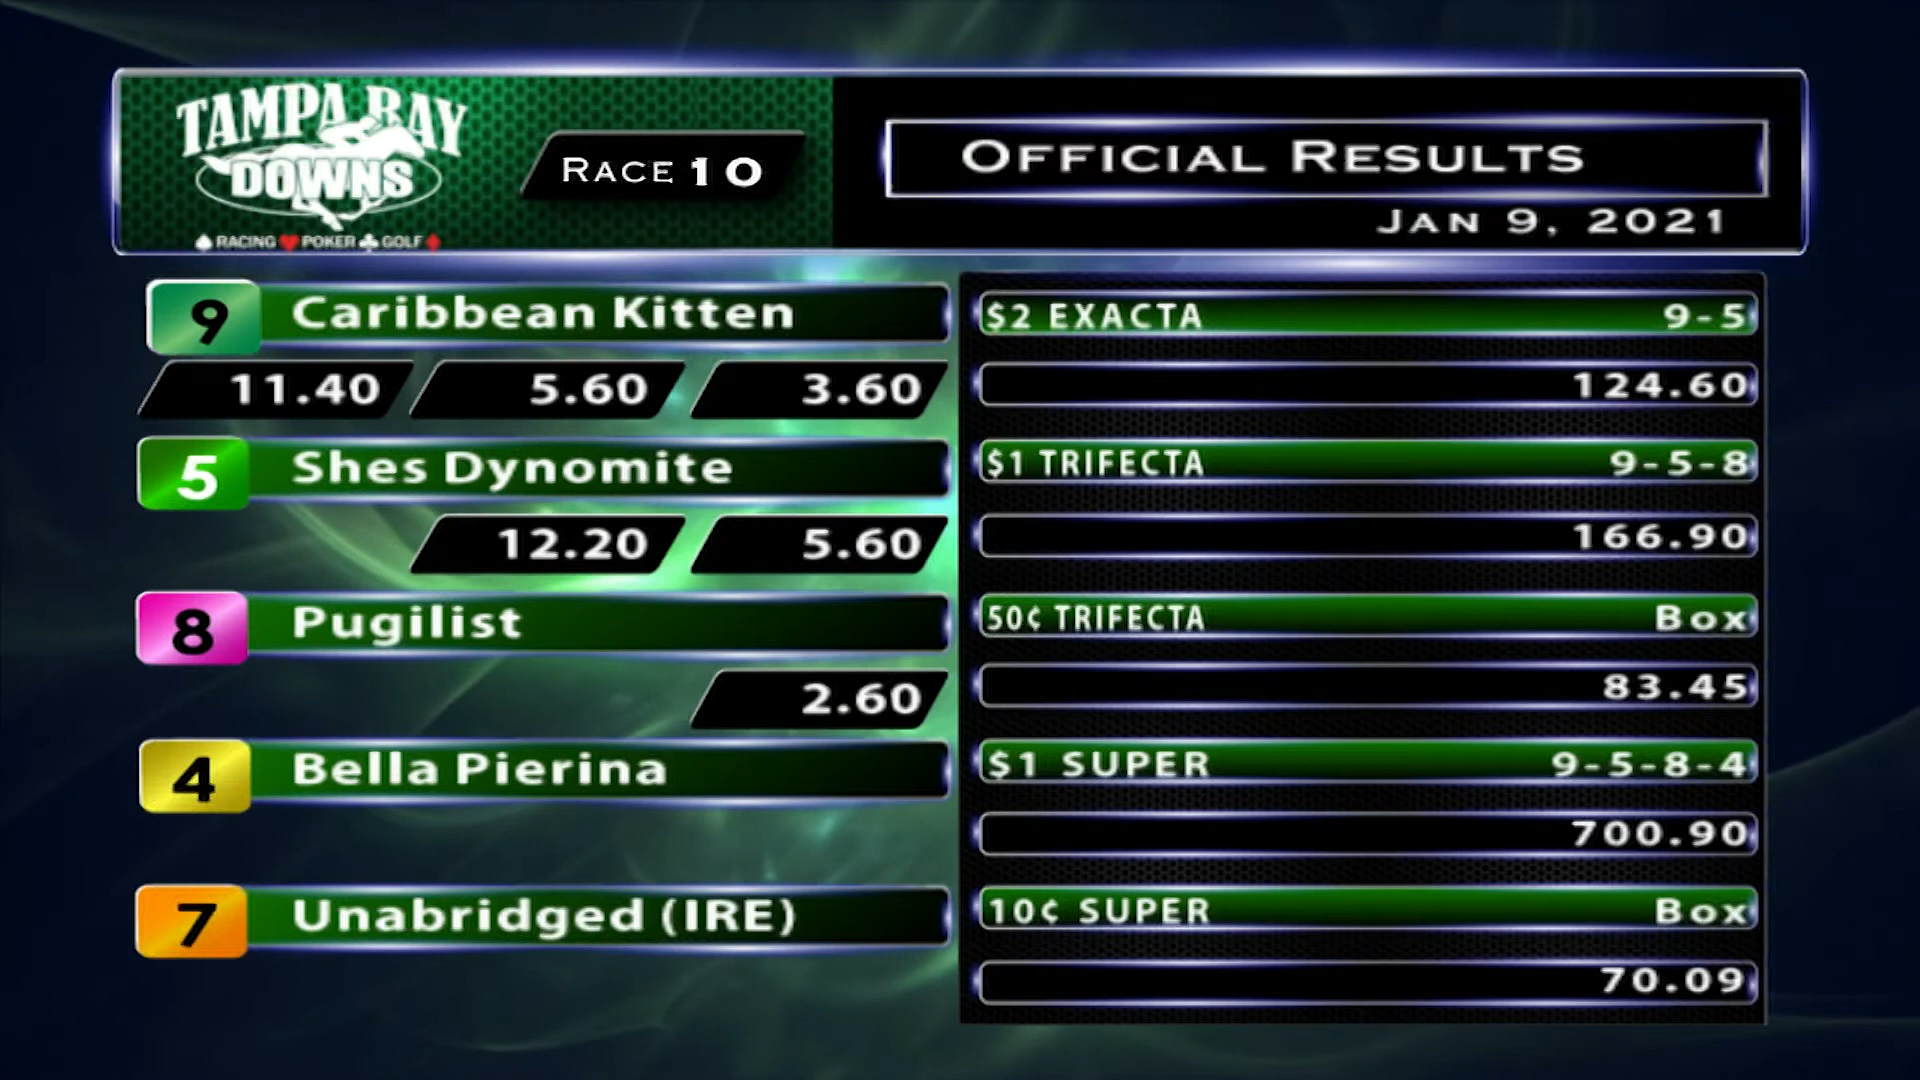 TAMPA BAY
DOWNS
RACING POKER GOLF
RACE 10
OFFICIAL RESULTS
JAN 9, 2021
9 Caribbean Kitten
11.40 5.60 3.60
5 Shes Dynomite
12.20 5.60
8 Pugilist
2.60
4 Bella Pierina
7 Unabridged (IRE)
$2 EXACTA 9-5
124.60
$1 TRIFECTA 9-5-8
166.90
50¢ TRIFECTA Box
83.45
$1 SUPER 9-5-8-4
700.90
10¢ SUPER Box
70.09